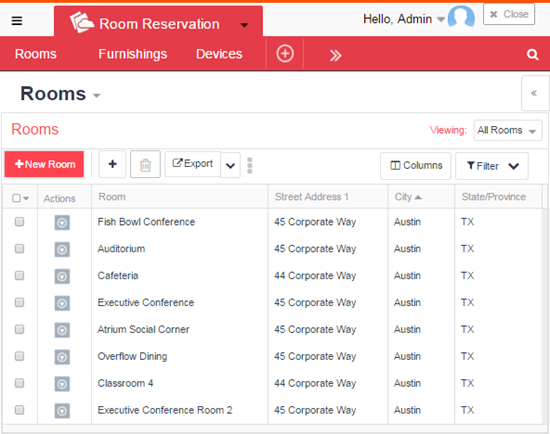 Room Reservation
Hello, Admin
× Close
Rooms Furnishings Devices
Rooms
Rooms
Viewing: All Rooms
+New Room
Export
Columns
Filter
Actions Room Street Address 1 City State/Province
Fish Bowl Conference 45 Corporate Way Austin TX
Auditorium 45 Corporate Way Austin TX
Cafeteria 44 Corporate Way Austin TX
Executive Conference 45 Corporate Way Austin TX
Atrium Social Corner 45 Corporate Way Austin TX
Overflow Dining 45 Corporate Way Austin TX
Classroom 4 44 Corporate Way Austin TX
Executive Conference Room 2 45 Corporate Way Austin TX